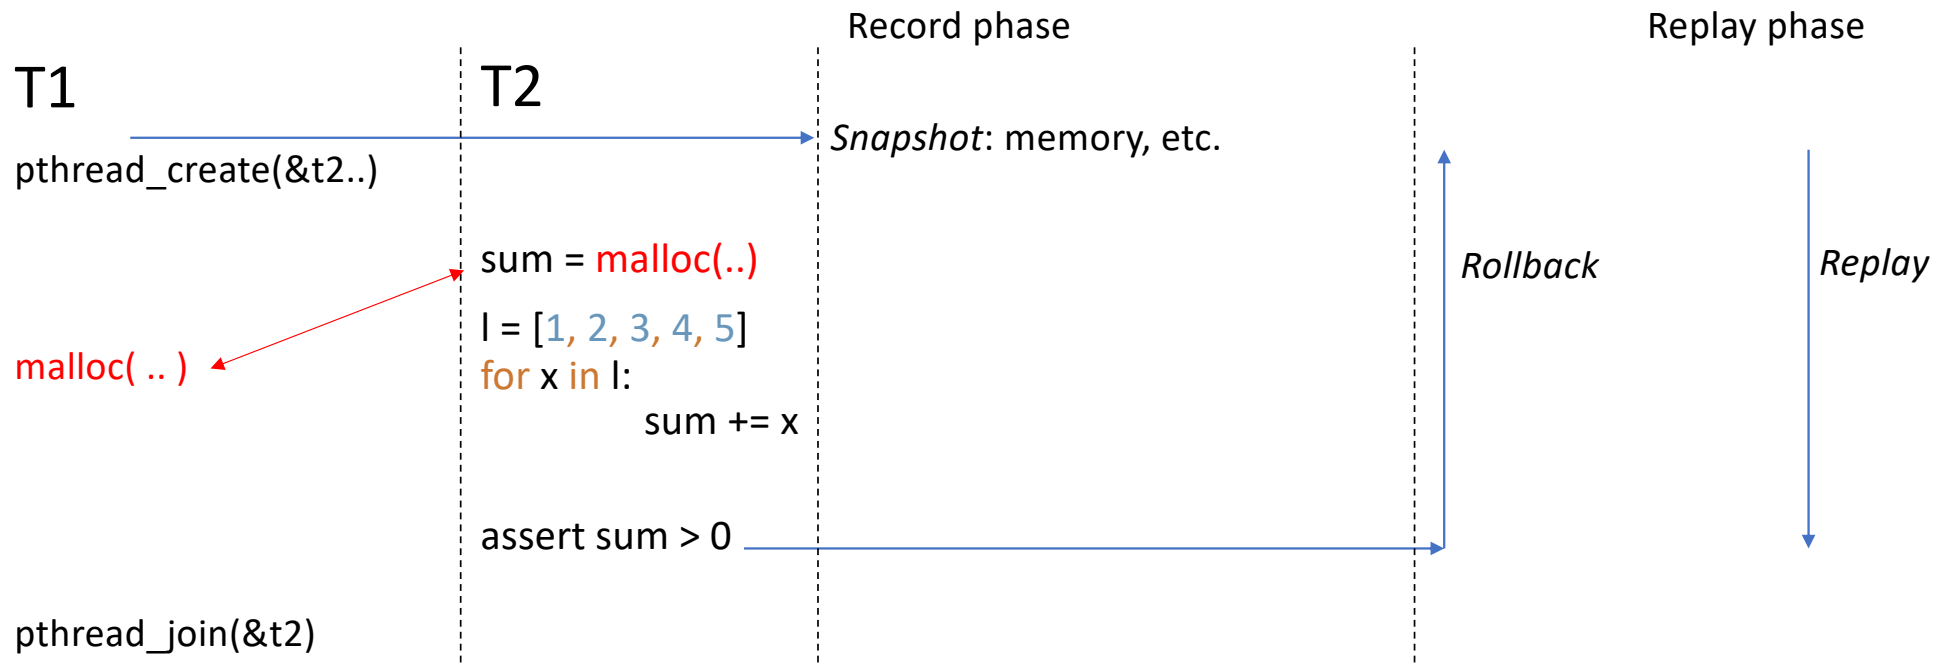 Record phase
Replay phase
T1
T2
Snapshot: memory, etc.
pthread_create(&t2..)
sum = malloc(..)
Rollback
Replay
l = [1, 2, 3, 4, 5]
malloc( .. )
for x in l:
sum += x
assert sum > 0
pthread_join(&t2)